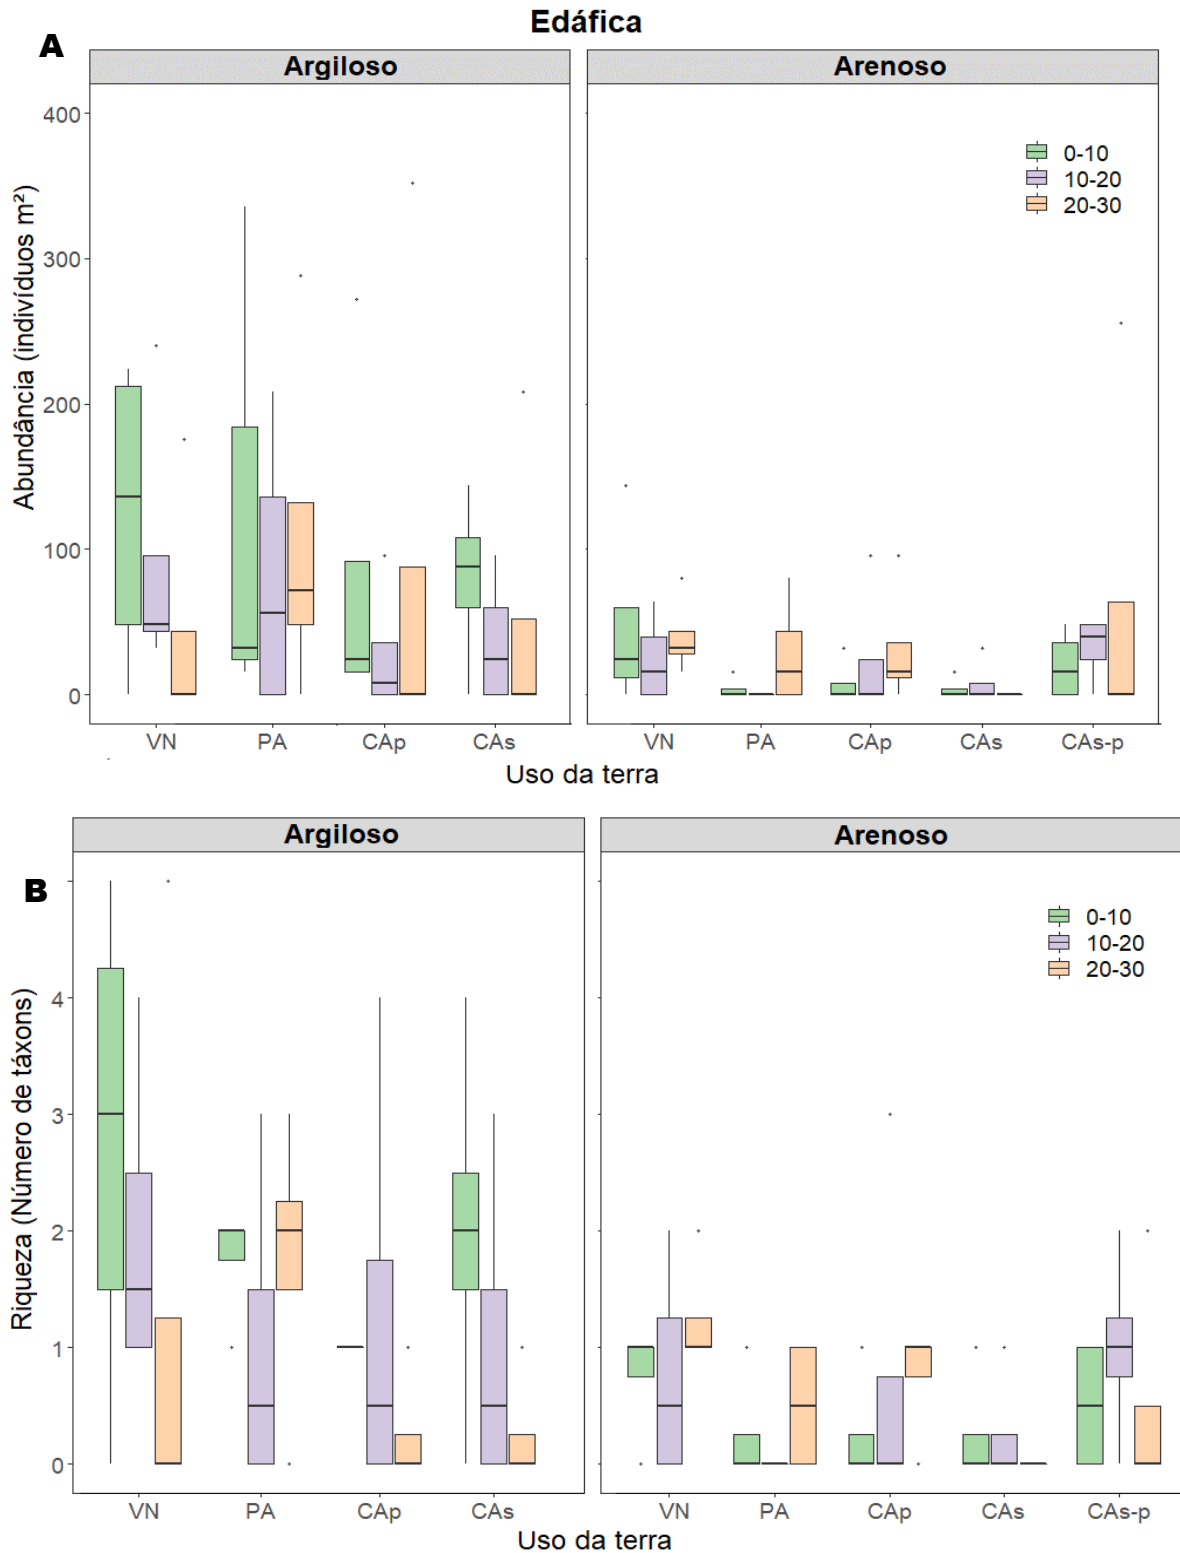 Edáfica
A
Argiloso
Arenoso
400
300
200
100
0
Abundância (indivíduos m²)
0-10
10-20
20-30
VN PA CAp CAs
VN PA CAp CAs CAs-p
Uso da terra
B
Argiloso
Arenoso
4
3
2
1
0
Riqueza (Número de táxons)
0-10
10-20
20-30
VN PA CAp CAs
VN PA CAp CAs CAs-p
Uso da terra